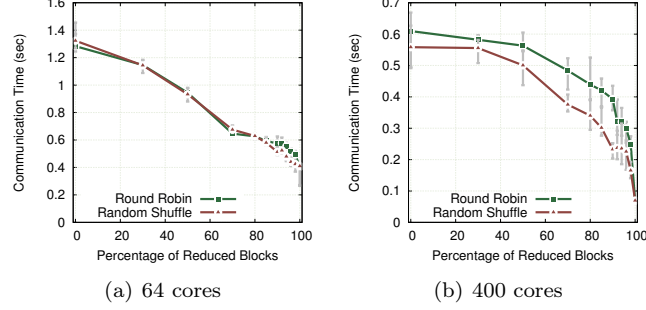 1.6
1.4
1.2
1
0.8
0.6
0.4
0.2
0
Communication Time (sec)
Round Robin
Random Shuffle
0 20 40 60 80 100
Percentage of Reduced Blocks
(a) 64 cores
0.7
0.6
0.5
0.4
0.3
0.2
0.1
0
Communication Time (sec)
Round Robin
Random Shuffle
0 20 40 60 80 100
Percentage of Reduced Blocks
(b) 400 cores